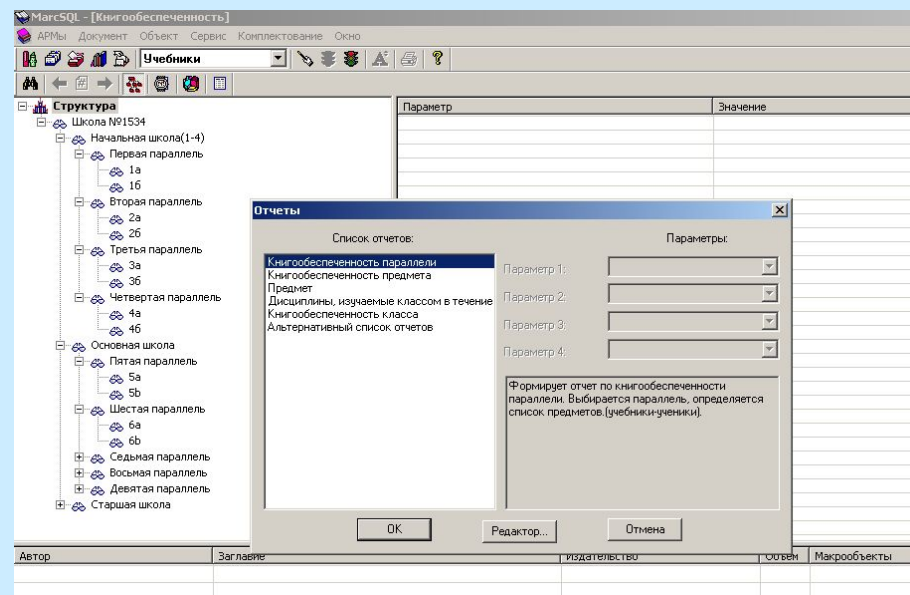 MarcSQL - [Книгообеспеченность]
АРМы Документ Объект Сервис Комплектование Окно
Учебники
Структура
Школа №1534
Начальная школа(1-4)
Первая параллель
1а
1б
Вторая параллель
2а
2б
Третья параллель
3а
3б
Четвертая параллель
4а
4б
Основная школа
Пятая параллель
5а
5b
Шестая параллель
6а
6b
Седьмая параллель
Восьмая параллель
Девятая параллель
Старшая школа
Параметр Значение
Отчеты
Список отчетов:
Книгообеспеченность параллели
Книгообеспеченность предмета
Предмет
Дисциплины, изучаемые классом в течение
Книгообеспеченность класса
Альтернативный список отчетов
Параметры:
Параметр 1:
Параметр 2:
Параметр 3:
Параметр 4:
Формирует отчет по книгообеспеченности
параллели. Выбирается параллель, определяется
список предметов.(учебники-ученики).
OK Редактор... Отмена
Автор Заглавие Издательство Объем Макрообъекты